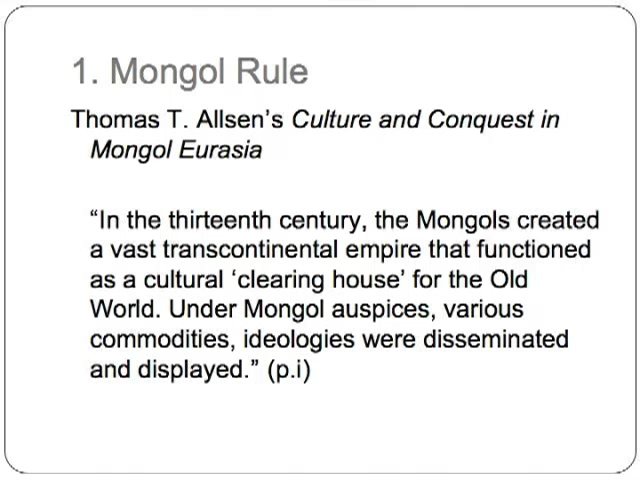 1. Mongol Rule
Thomas T. Allsen’s Culture and Conquest in
Mongol Eurasia
“In the thirteenth century, the Mongols created
a vast transcontinental empire that functioned
as a cultural ‘clearing house’ for the Old
World. Under Mongol auspices, various
commodities, ideologies were disseminated
and displayed.” (p.i)